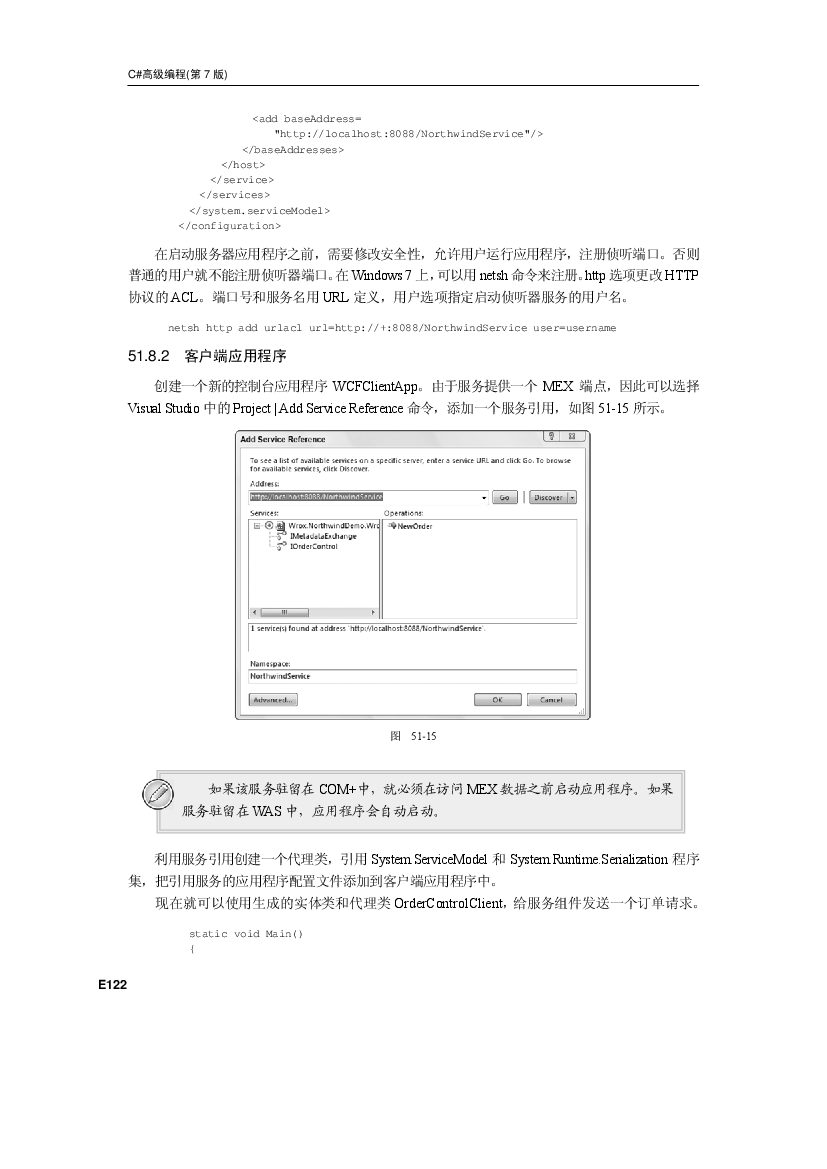 C#高级编程(第 7 版)
<add baseAddress=
"http://localhost:8088/NorthwindService"/>
</baseAddresses>
</host>
</service>
</services>
</system.serviceModel>
</configuration>
在启动服务器应用程序之前，需要修改安全性，允许用户运行应用程序，注册侦听端口。否则
普通的用户就不能注册侦听器端口。在 Windows 7 上，可以用 netsh 命令来注册。http 选项更改 HTTP
协议的 ACL。端口号和服务名用 URL 定义，用户选项指定启动侦听器服务的用户名。
netsh http add urlacl url=http://+:8088/NorthwindService user=username
51.8.2 客户端应用程序
创建一个新的控制台应用程序 WCFClientApp。由于服务提供一个 MEX 端点，因此可以选择
Visual Studio 中的 Project | Add Service Reference 命令，添加一个服务引用，如图 51-15 所示。
Add Service Reference
To see a list of available services on a specific server, enter a service URL and click Go. To browse
for available services, click Discover.
Address:
http://localhost:8088/NorthwindService
Go
Discover
Services:
Operations:
Wrox.NorthwindDemo.Wro
NewOrder
IMetadataExchange
IOrderControl
1 service(s) found at address 'http://localhost:8088/NorthwindService'.
Namespace:
NorthwindService
Advanced...
OK
Cancel
图 51-15
如果该服务驻留在 COM+中，就必须在访问 MEX 数据之前启动应用程序。如果
服务驻留在 WAS 中，应用程序会自动启动。
利用服务引用创建一个代理类，引用 System.ServiceModel 和 System.Runtime.Serialization 程序
集，把引用服务的应用程序配置文件添加到客户端应用程序中。
现在就可以使用生成的实体类和代理类 OrderControlClient，给服务组件发送一个订单请求。
static void Main()
{
E122